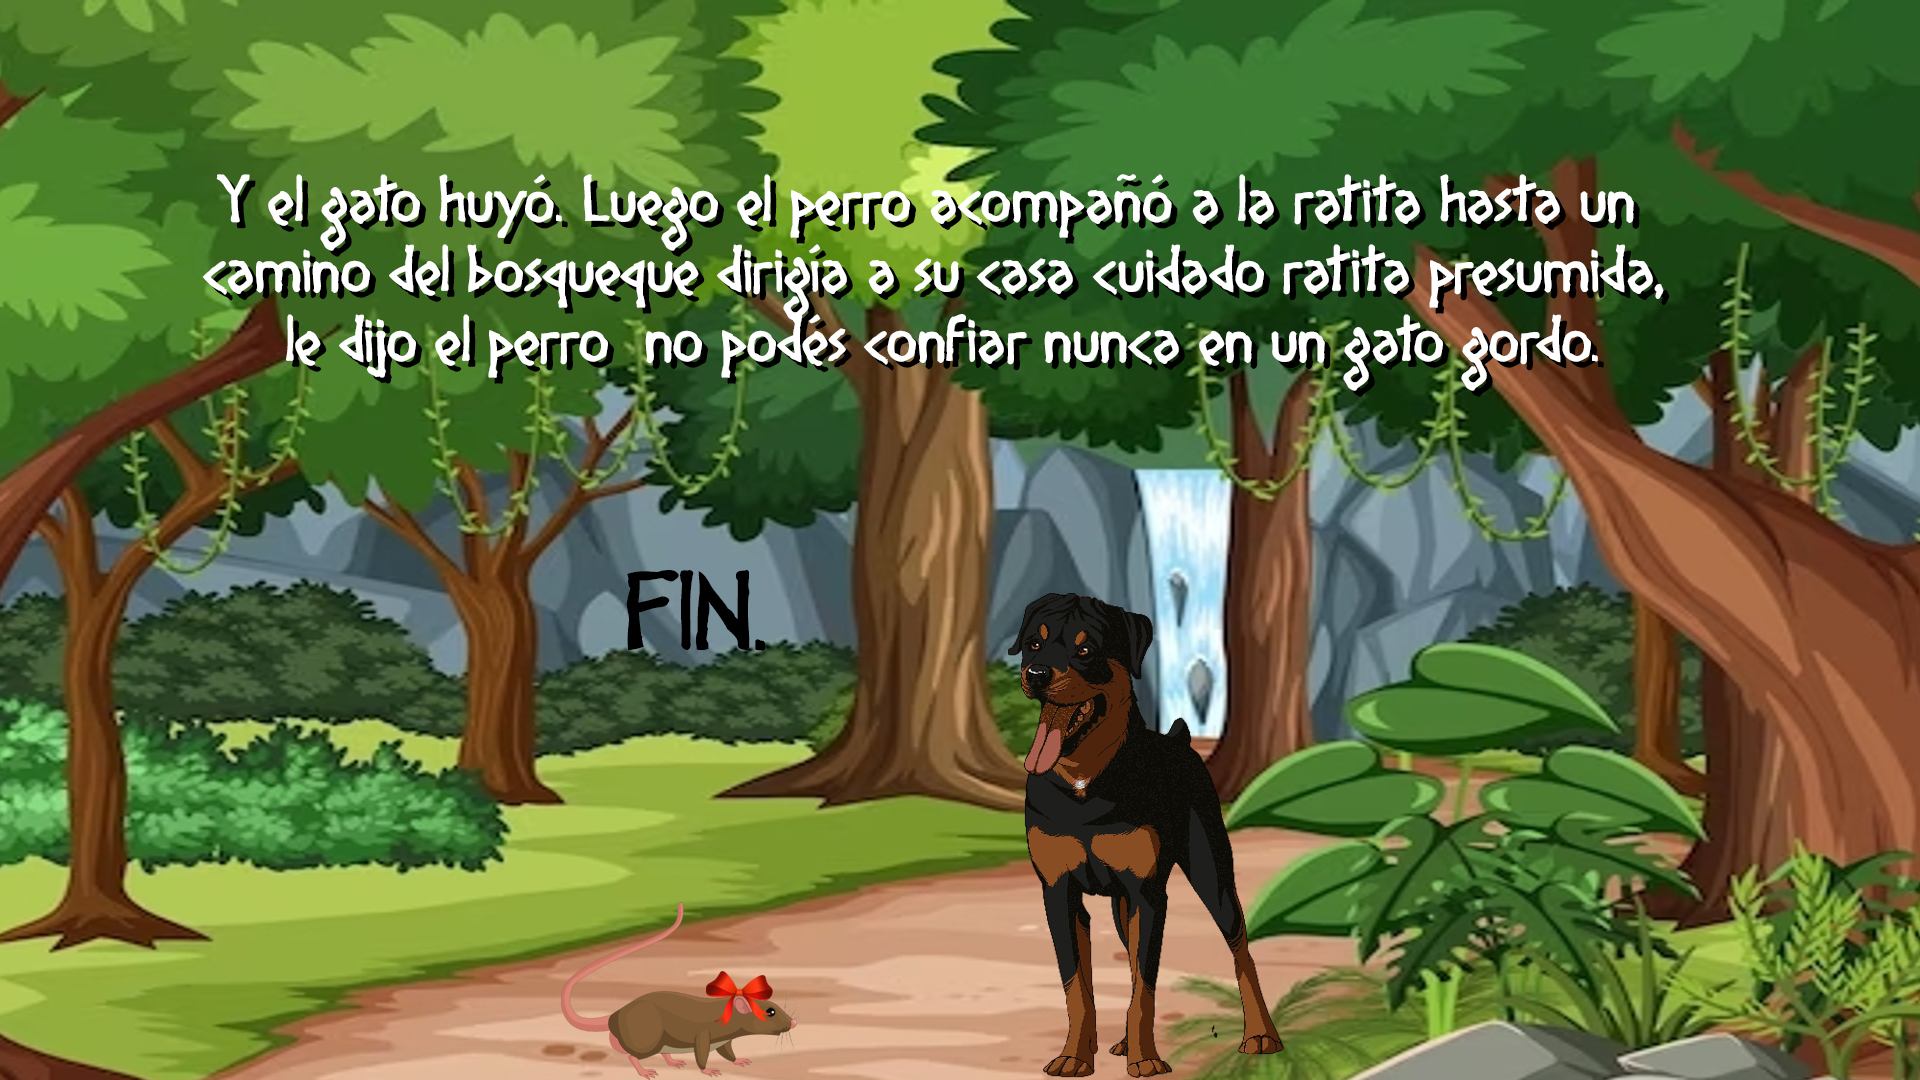 Y el gato huyó. Luego el perro acompañó a la ratita hasta un
camino del bosqueque dirigía a su casa cuidado ratita presumida,
le dijo el perro  no podés confiar nunca en un gato gordo.
FIN.